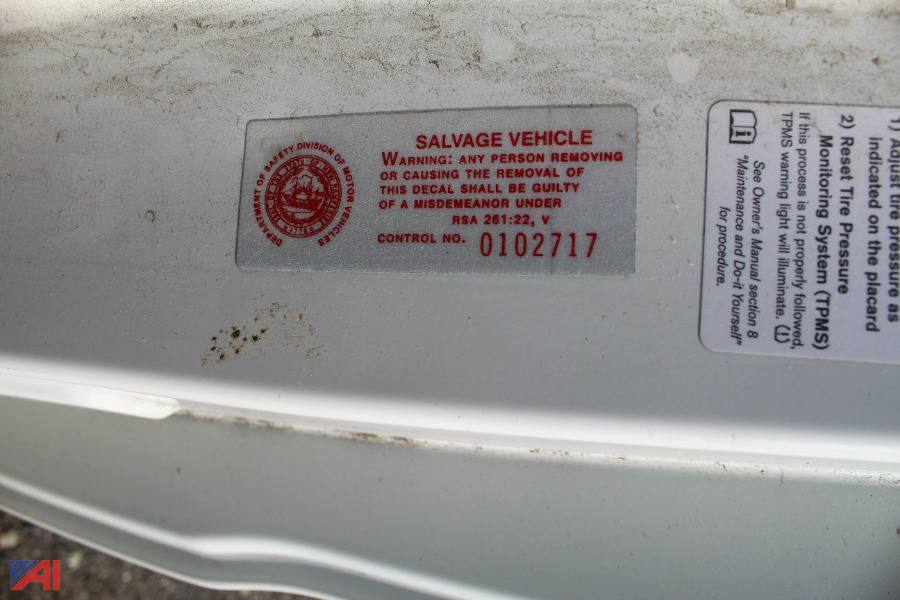 SALVAGE VEHICLE
WARNING: ANY PERSON REMOVING
OR CAUSING THE REMOVAL OF
THIS DECAL SHALL BE GUILTY
OF A MISDEMEANOR UNDER
RSA 261:22, V
CONTROL NO. 0102717
DEPARTMENT OF SAFETY DIVISION OF MOTOR VEHICLES
1) Adjust tire pressure as
indicated on the placard
2) Reset Tire Pressure
Monitoring System (TPMS)
If this process is not properly followed,
TPMS warning light will illuminate. (!)
See Owner's Manual section 8
"Maintenance and Do-it Yourself"
for procedure.
AI